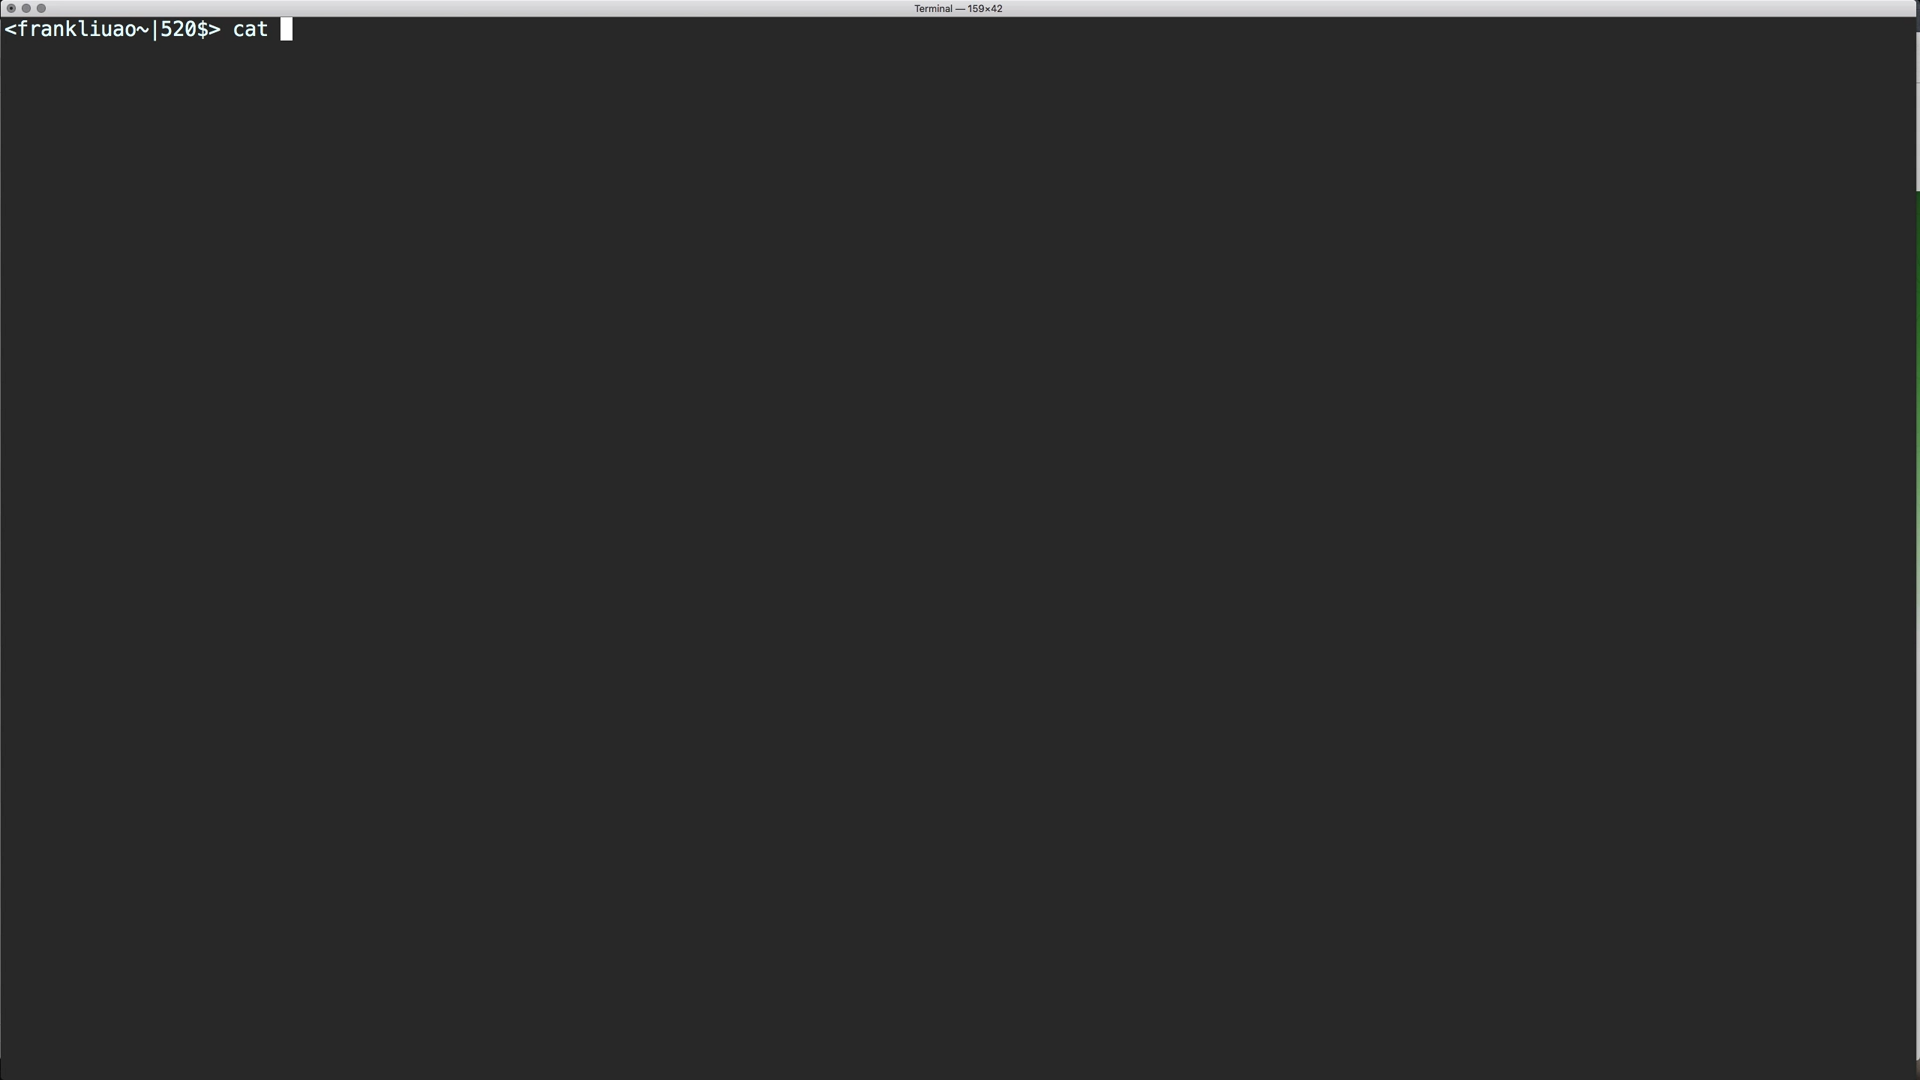 Terminal — 159×42
<frankliuao~|520$> cat